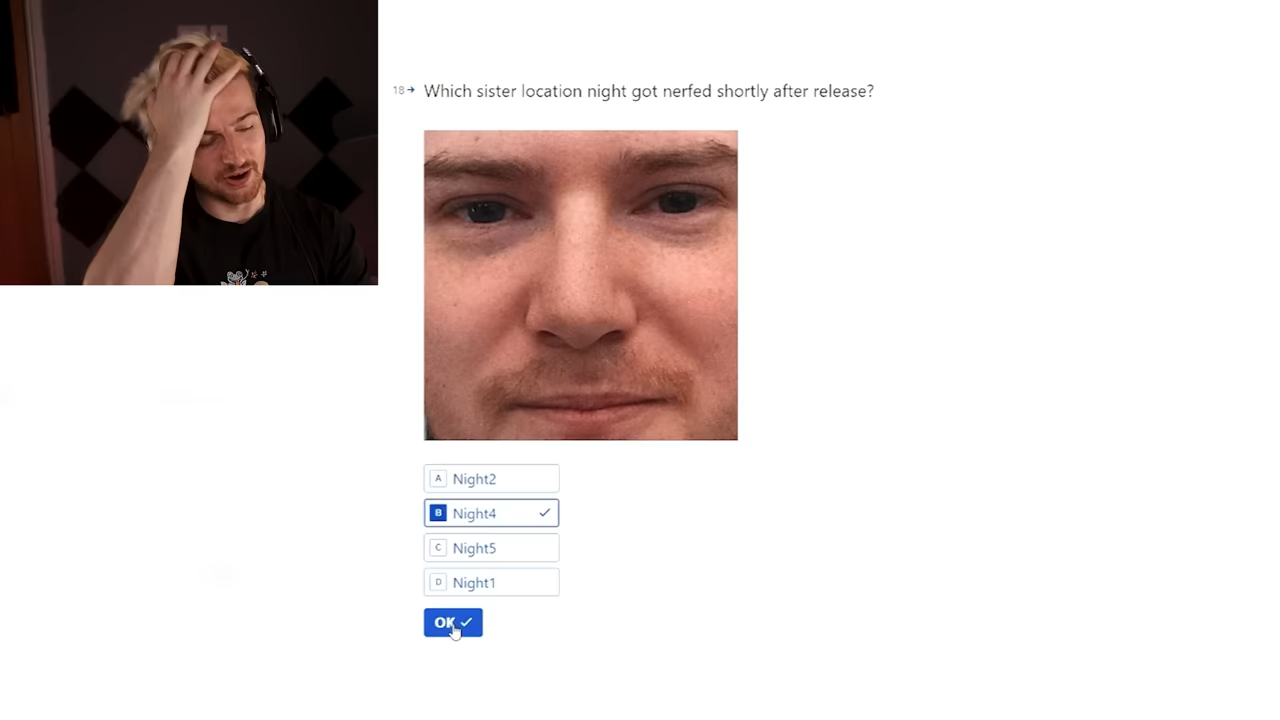 18→ Which sister location night got nerfed shortly after release?
A Night2
B Night4
C Night5
D Night1
OK